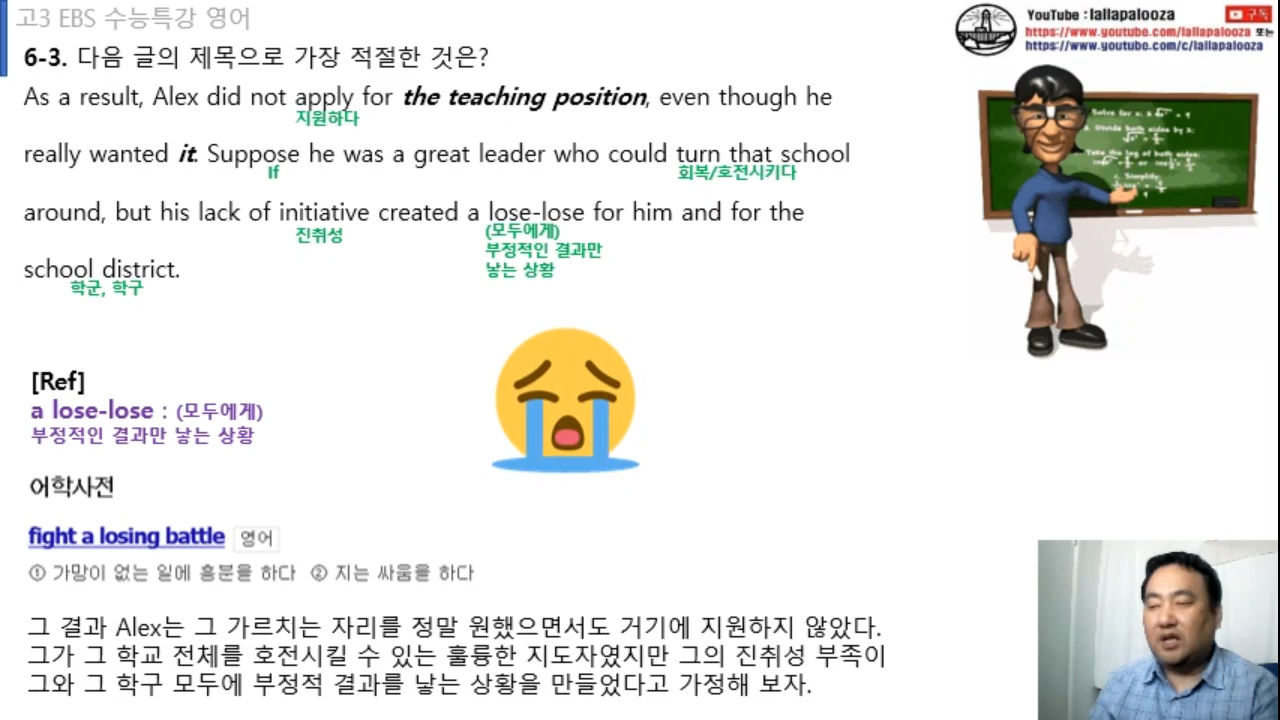 고3 EBS 수능특강 영어
6-3. 다음 글의 제목으로 가장 적절한 것은?
As a result, Alex did not apply for the teaching position, even though he
지원하다
really wanted it. Suppose he was a great leader who could turn that school
If 회복/호전시키다
around, but his lack of initiative created a lose-lose for him and for the
진취성 (모두에게)
부정적인 결과만
낳는 상황
school district.
학군, 학구
[Ref]
a lose-lose : (모두에게)
부정적인 결과만 낳는 상황
어학사전
fight a losing battle 영어
① 가망이 없는 일에 흥분을 하다 ② 지는 싸움을 하다
그 결과 Alex는 그 가르치는 자리를 정말 원했으면서도 거기에 지원하지 않았다.
그가 그 학교 전체를 호전시킬 수 있는 훌륭한 지도자였지만 그의 진취성 부족이
그와 그 학구 모두에 부정적 결과를 낳는 상황을 만들었다고 가정해 보자.
YouTube : lallapalooza 구독
https://www.youtube.com/lallapalooza 또는
https://www.youtube.com/c/lallapalooza